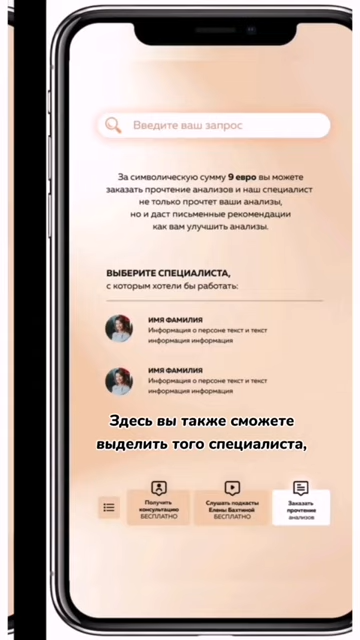 Введите ваш запрос
За символическую сумму 9 евро вы можете
заказать прочтение анализов и наш специалист
не только прочтет ваши анализы,
но и даст письменные рекомендации
как вам улучшить анализы.
ВЫБЕРИТЕ СПЕЦИАЛИСТА,
с которым хотели бы работать:
ИМЯ ФАМИЛИЯ
Информация о персоне текст и текст
информация информация
ИМЯ ФАМИЛИЯ
Информация о персоне текст и текст
информация информация
Здесь вы также сможете
выделить того специалиста,
Получить
консультацию
БЕСПЛАТНО
Слушать подкасты
Елены Бахтиной
БЕСПЛАТНО
Заказать
прочтение
анализов